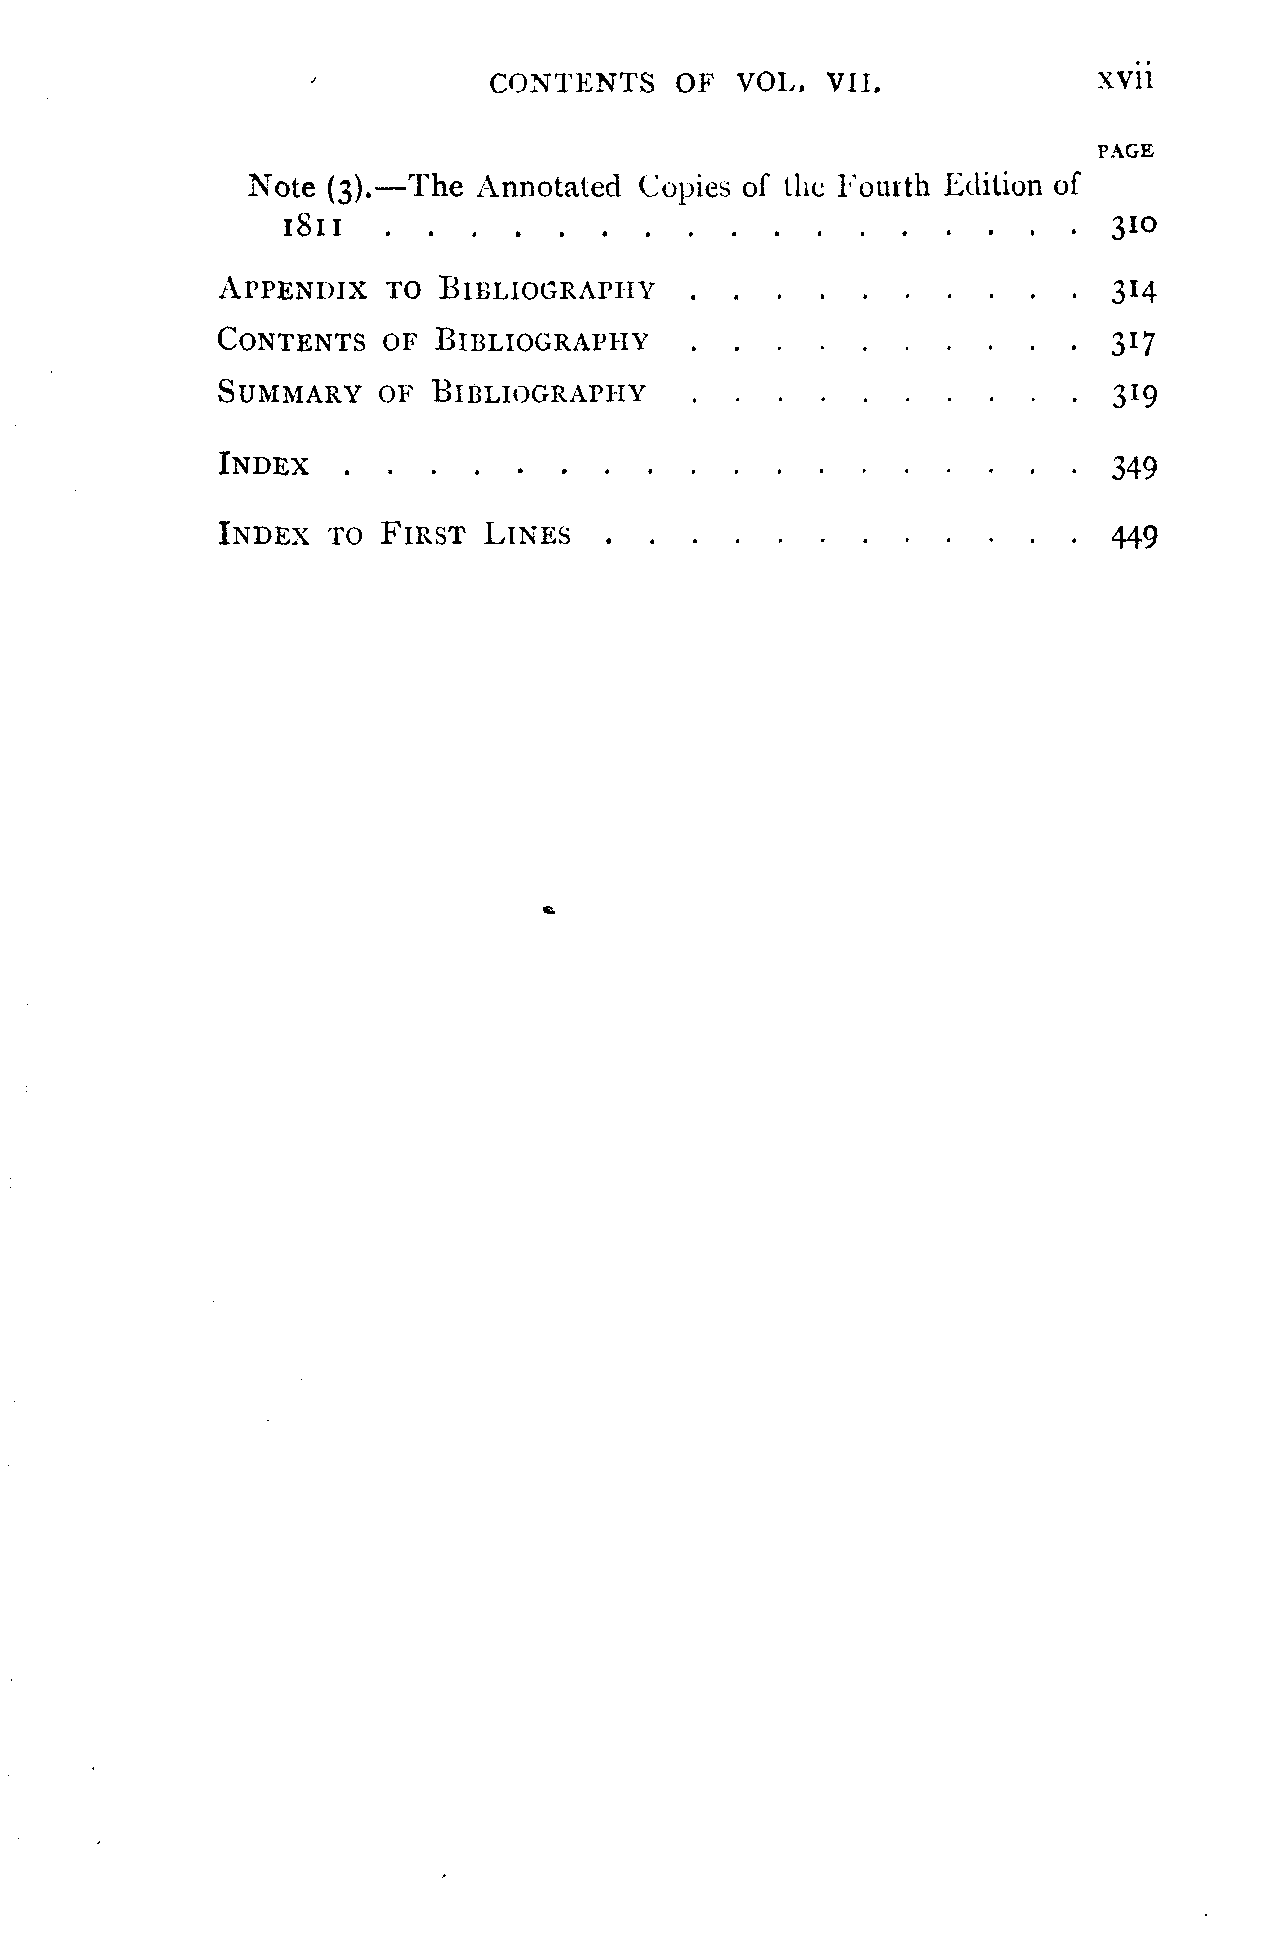 CONTENTS OF VOL. VII. xvii
PAGE
Note (3).—The Annotated Copies of the Fourth Edition of
1811 . . . . . . . . . . . . . . . . . 310
APPENDIX TO BIBLIOGRAPHY . . . . . . . . . . 314
CONTENTS OF BIBLIOGRAPHY . . . . . . . . . . 317
SUMMARY OF BIBLIOGRAPHY . . . . . . . . . . 319
INDEX . . . . . . . . . . . . . . . . . . 349
INDEX TO FIRST LINES . . . . . . . . . . . . 449